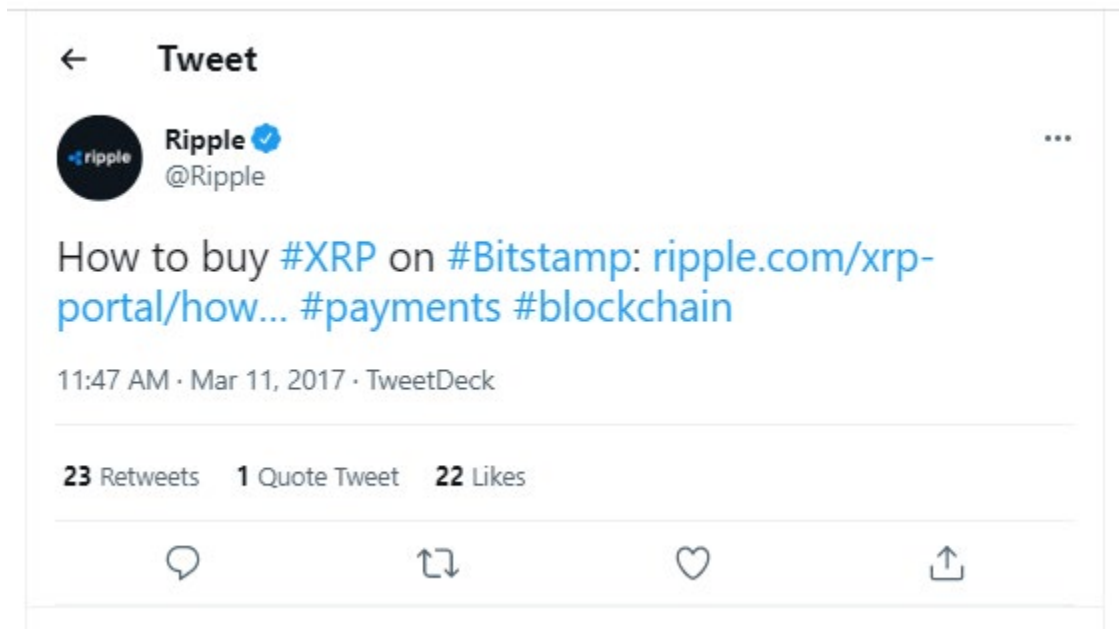 Tweet
ripple
Ripple
@Ripple
How to buy #XRP on #Bitstamp: ripple.com/xrp-
portal/how... #payments #blockchain
11:47 AM · Mar 11, 2017 · TweetDeck
23 Retweets 1 Quote Tweet 22 Likes